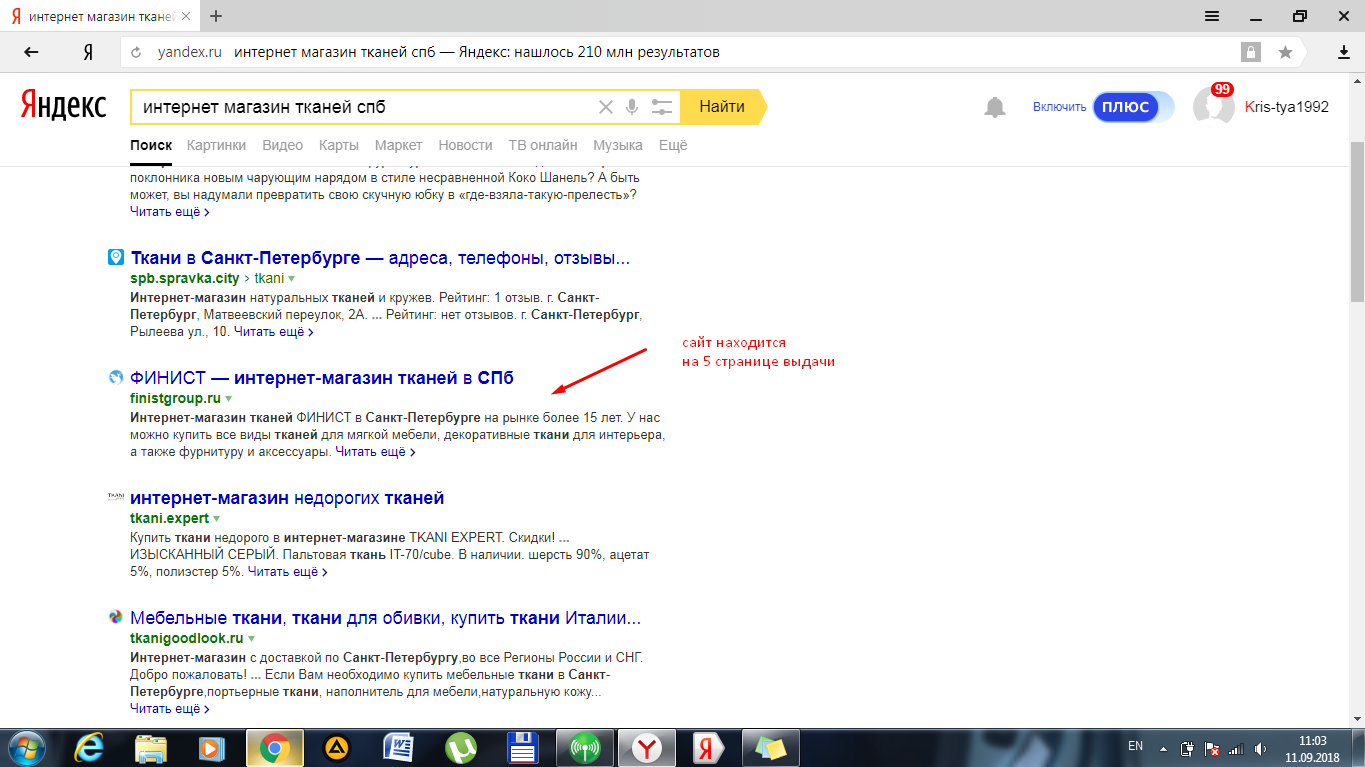 интернет магазин тканей
yandex.ru интернет магазин тканей спб — Яндекс: нашлось 210 млн результатов
Яндекс
интернет магазин тканей спб
Найти
Включить ПЛЮС
99
Kris-tya1992
Поиск Картинки Видео Карты Маркет Новости ТВ онлайн Музыка Ещё
поклонника новым чарующим нарядом в стиле несравненной Коко Шанель? А быть
может, вы надумали превратить свою скучную юбку в «где-взяла-такую-прелесть»?
Читать ещё >
Ткани в Санкт-Петербурге — адреса, телефоны, отзывы...
spb.spravka.city > tkani
Интернет-магазин натуральных тканей и кружев. Рейтинг: 1 отзыв. г. Санкт-
Петербург, Матвеевский переулок, 2А. ... Рейтинг: нет отзывов. г. Санкт-Петербург,
Рылеева ул., 10. Читать ещё >
сайт находится
на 5 странице выдачи
ФИНИСТ — интернет-магазин тканей в СПб
finistgroup.ru
Интернет-магазин тканей ФИНИСТ в Санкт-Петербурге на рынке более 15 лет. У нас
можно купить все виды тканей для мягкой мебели, декоративные ткани для интерьера,
а также фурнитуру и аксессуары. Читать ещё >
TKANI
интернет-магазин недорогих тканей
tkani.expert
Купить ткани недорого в интернет-магазине TKANI EXPERT. Скидки! ...
ИЗЫСКАННЫЙ СЕРЫЙ. Пальтовая ткань IT-70/cube. В наличии. шерсть 90%, ацетат
5%, полиэстер 5%. Читать ещё >
Мебельные ткани, ткани для обивки, купить ткани Италии...
tkanigoodlook.ru
Интернет-магазин с доставкой по Санкт-Петербургу,во все Регионы России и СНГ.
Добро пожаловать! ... Если Вам необходимо купить мебельные ткани в Санкт-
Петербурге,портьерные ткани, наполнитель для мебели,натуральную кожу...
Читать ещё >
EN
11:03
11.09.2018